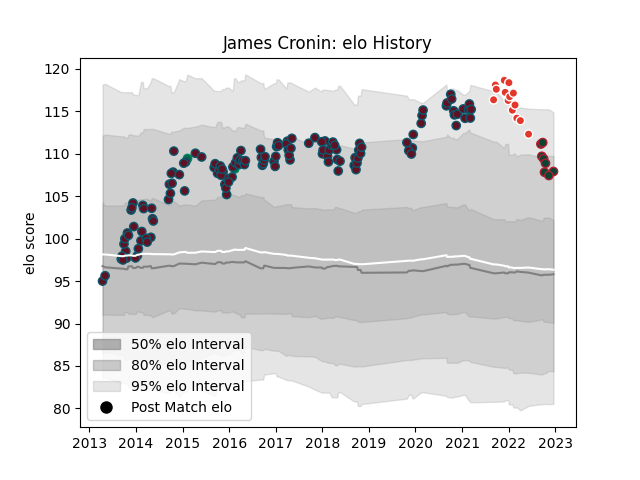 James Cronin: elo History
120
115
110
105
100
95
90
85
80
elo score
50% elo Interval
80% elo Interval
95% elo Interval
Post Match elo
2013 2014 2015 2016 2017 2018 2019 2020 2021 2022 2023